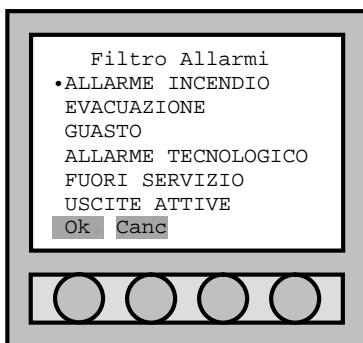 Filtro Allarmi
•ALLARME INCENDIO
EVACUAZIONE
GUASTO
ALLARME TECNOLOGICO
FUORI SERVIZIO
USCITE ATTIVE
Ok Canc